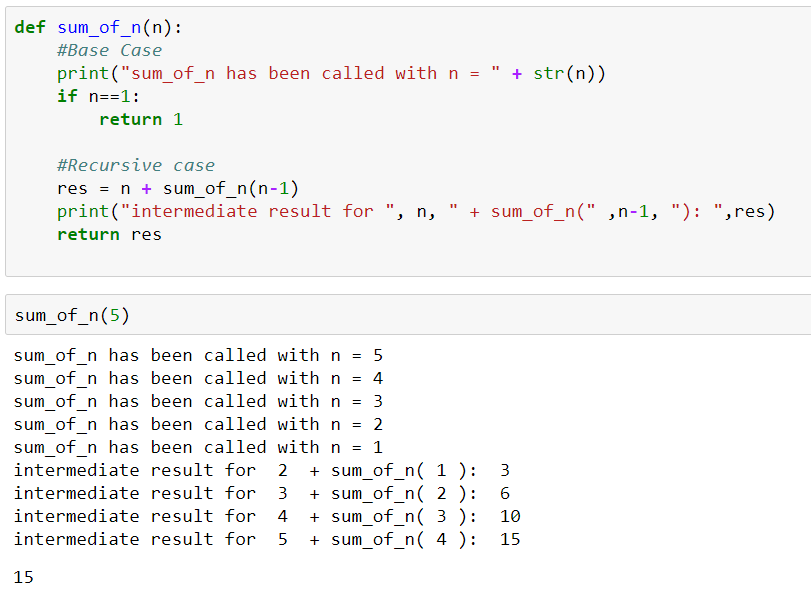 def sum_of_n(n):
    #Base Case
    print("sum_of_n has been called with n = " + str(n))
    if n==1:
        return 1

    #Recursive case
    res = n + sum_of_n(n-1)
    print("intermediate result for ", n, " + sum_of_n(" ,n-1, "): ",res)
    return res

sum_of_n(5)

sum_of_n has been called with n = 5
sum_of_n has been called with n = 4
sum_of_n has been called with n = 3
sum_of_n has been called with n = 2
sum_of_n has been called with n = 1
intermediate result for  2  + sum_of_n( 1 ):  3
intermediate result for  3  + sum_of_n( 2 ):  6
intermediate result for  4  + sum_of_n( 3 ):  10
intermediate result for  5  + sum_of_n( 4 ):  15

15